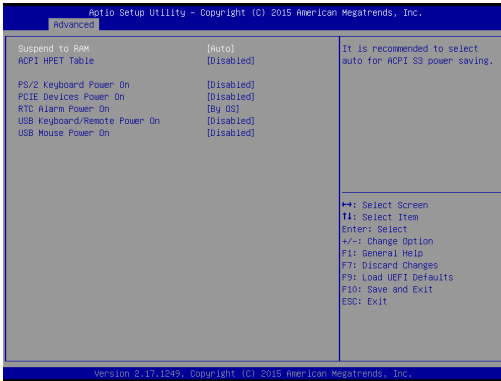 Aptio Setup Utility – Copyright (C) 2015 American Megatrends, Inc.
Advanced
Suspend to RAM [Auto]
ACPI HPET Table [Disabled]
PS/2 Keyboard Power On [Disabled]
PCIE Devices Power On [Disabled]
RTC Alarm Power On [By OS]
USB Keyboard/Remote Power On [Disabled]
USB Mouse Power On [Disabled]
It is recommended to select
auto for ACPI S3 power saving.
↔: Select Screen
↑↓: Select Item
Enter: Select
+/-: Change Option
F1: General Help
F7: Discard Changes
F9: Load UEFI Defaults
F10: Save and Exit
ESC: Exit
Version 2.17.1249. Copyright (C) 2015 American Megatrends, Inc.